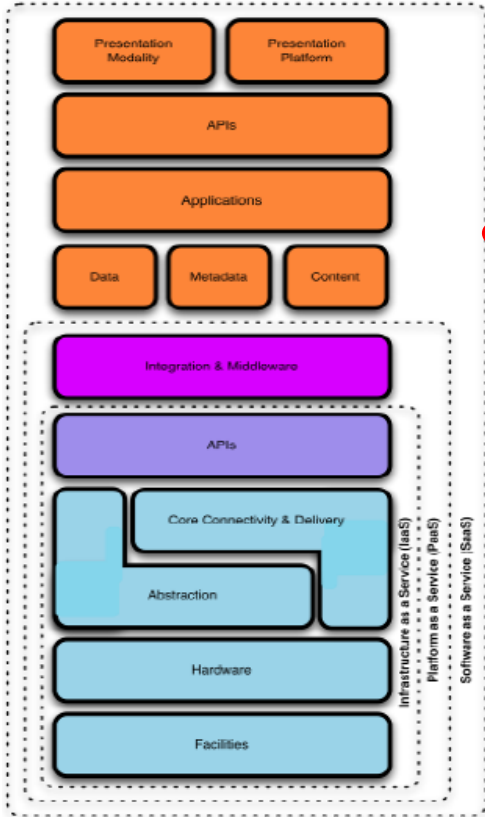 Presentation
Modality
Presentation
Platform
APIs
Applications
Data
Metadata
Content
Integration & Middleware
APIs
Core Connectivity & Delivery
Abstraction
Hardware
Facilities
Infrastructure as a Service (IaaS)
Platform as a Service (PaaS)
Software as a Service (SaaS)